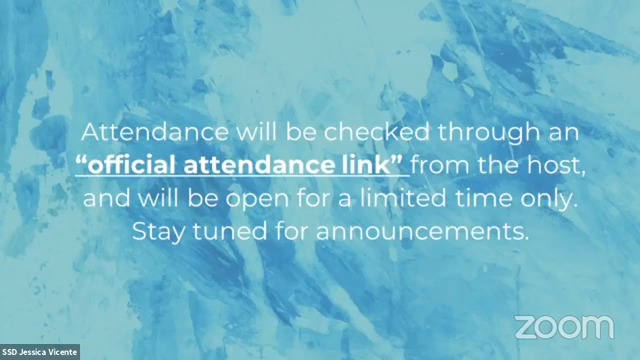 Attendance will be checked through an
“official attendance link” from the host,
and will be open for a limited time only.
Stay tuned for announcements.
zoom
SSD Jessica Vicente